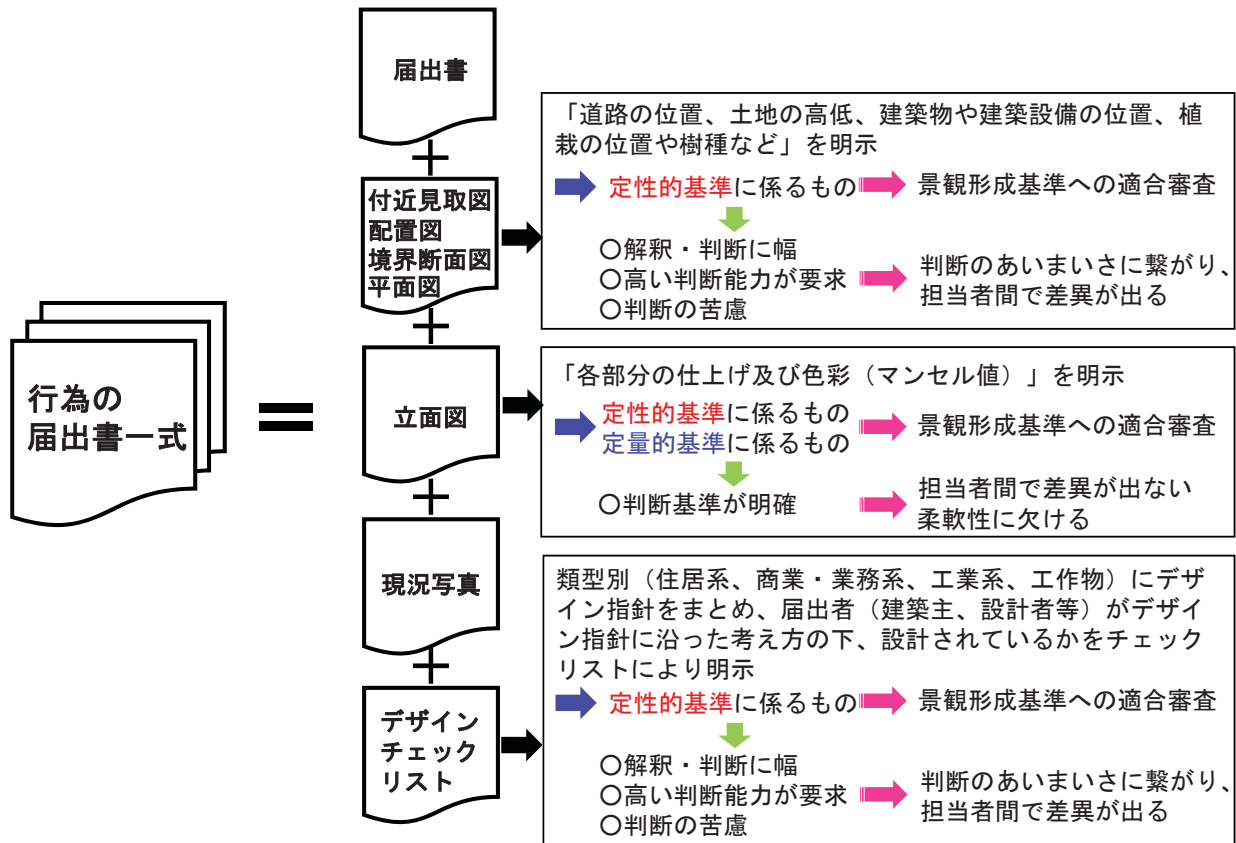 届出書
付近見取図
配置図
境界断面図
平面図
「道路の位置、土地の高低、建築物や建築設備の位置、植
栽の位置や樹種など」を明示
定性的基準に係るもの
景観形成基準への適合審査
〇解釈・判断に幅
〇高い判断能力が要求
〇判断の苦慮
判断のあいまいさに繋がり、
担当者間で差異が出る
行為の
届出書一式
=
立面図
「各部分の仕上げ及び色彩（マンセル値）」を明示
定性的基準に係るもの
定量的基準に係るもの
景観形成基準への適合審査
〇判断基準が明確
担当者間で差異が出ない
柔軟性に欠ける
現況写真
デザイン
チェック
リスト
類型別（住居系、商業・業務系、工業系、工作物）にデザ
イン指針をまとめ、届出者（建築主、設計者等）がデザイ
ン指針に沿った考え方の下、設計されているかをチェック
リストにより明示
定性的基準に係るもの
景観形成基準への適合審査
〇解釈・判断に幅
〇高い判断能力が要求
〇判断の苦慮
判断のあいまいさに繋がり、
担当者間で差異が出る